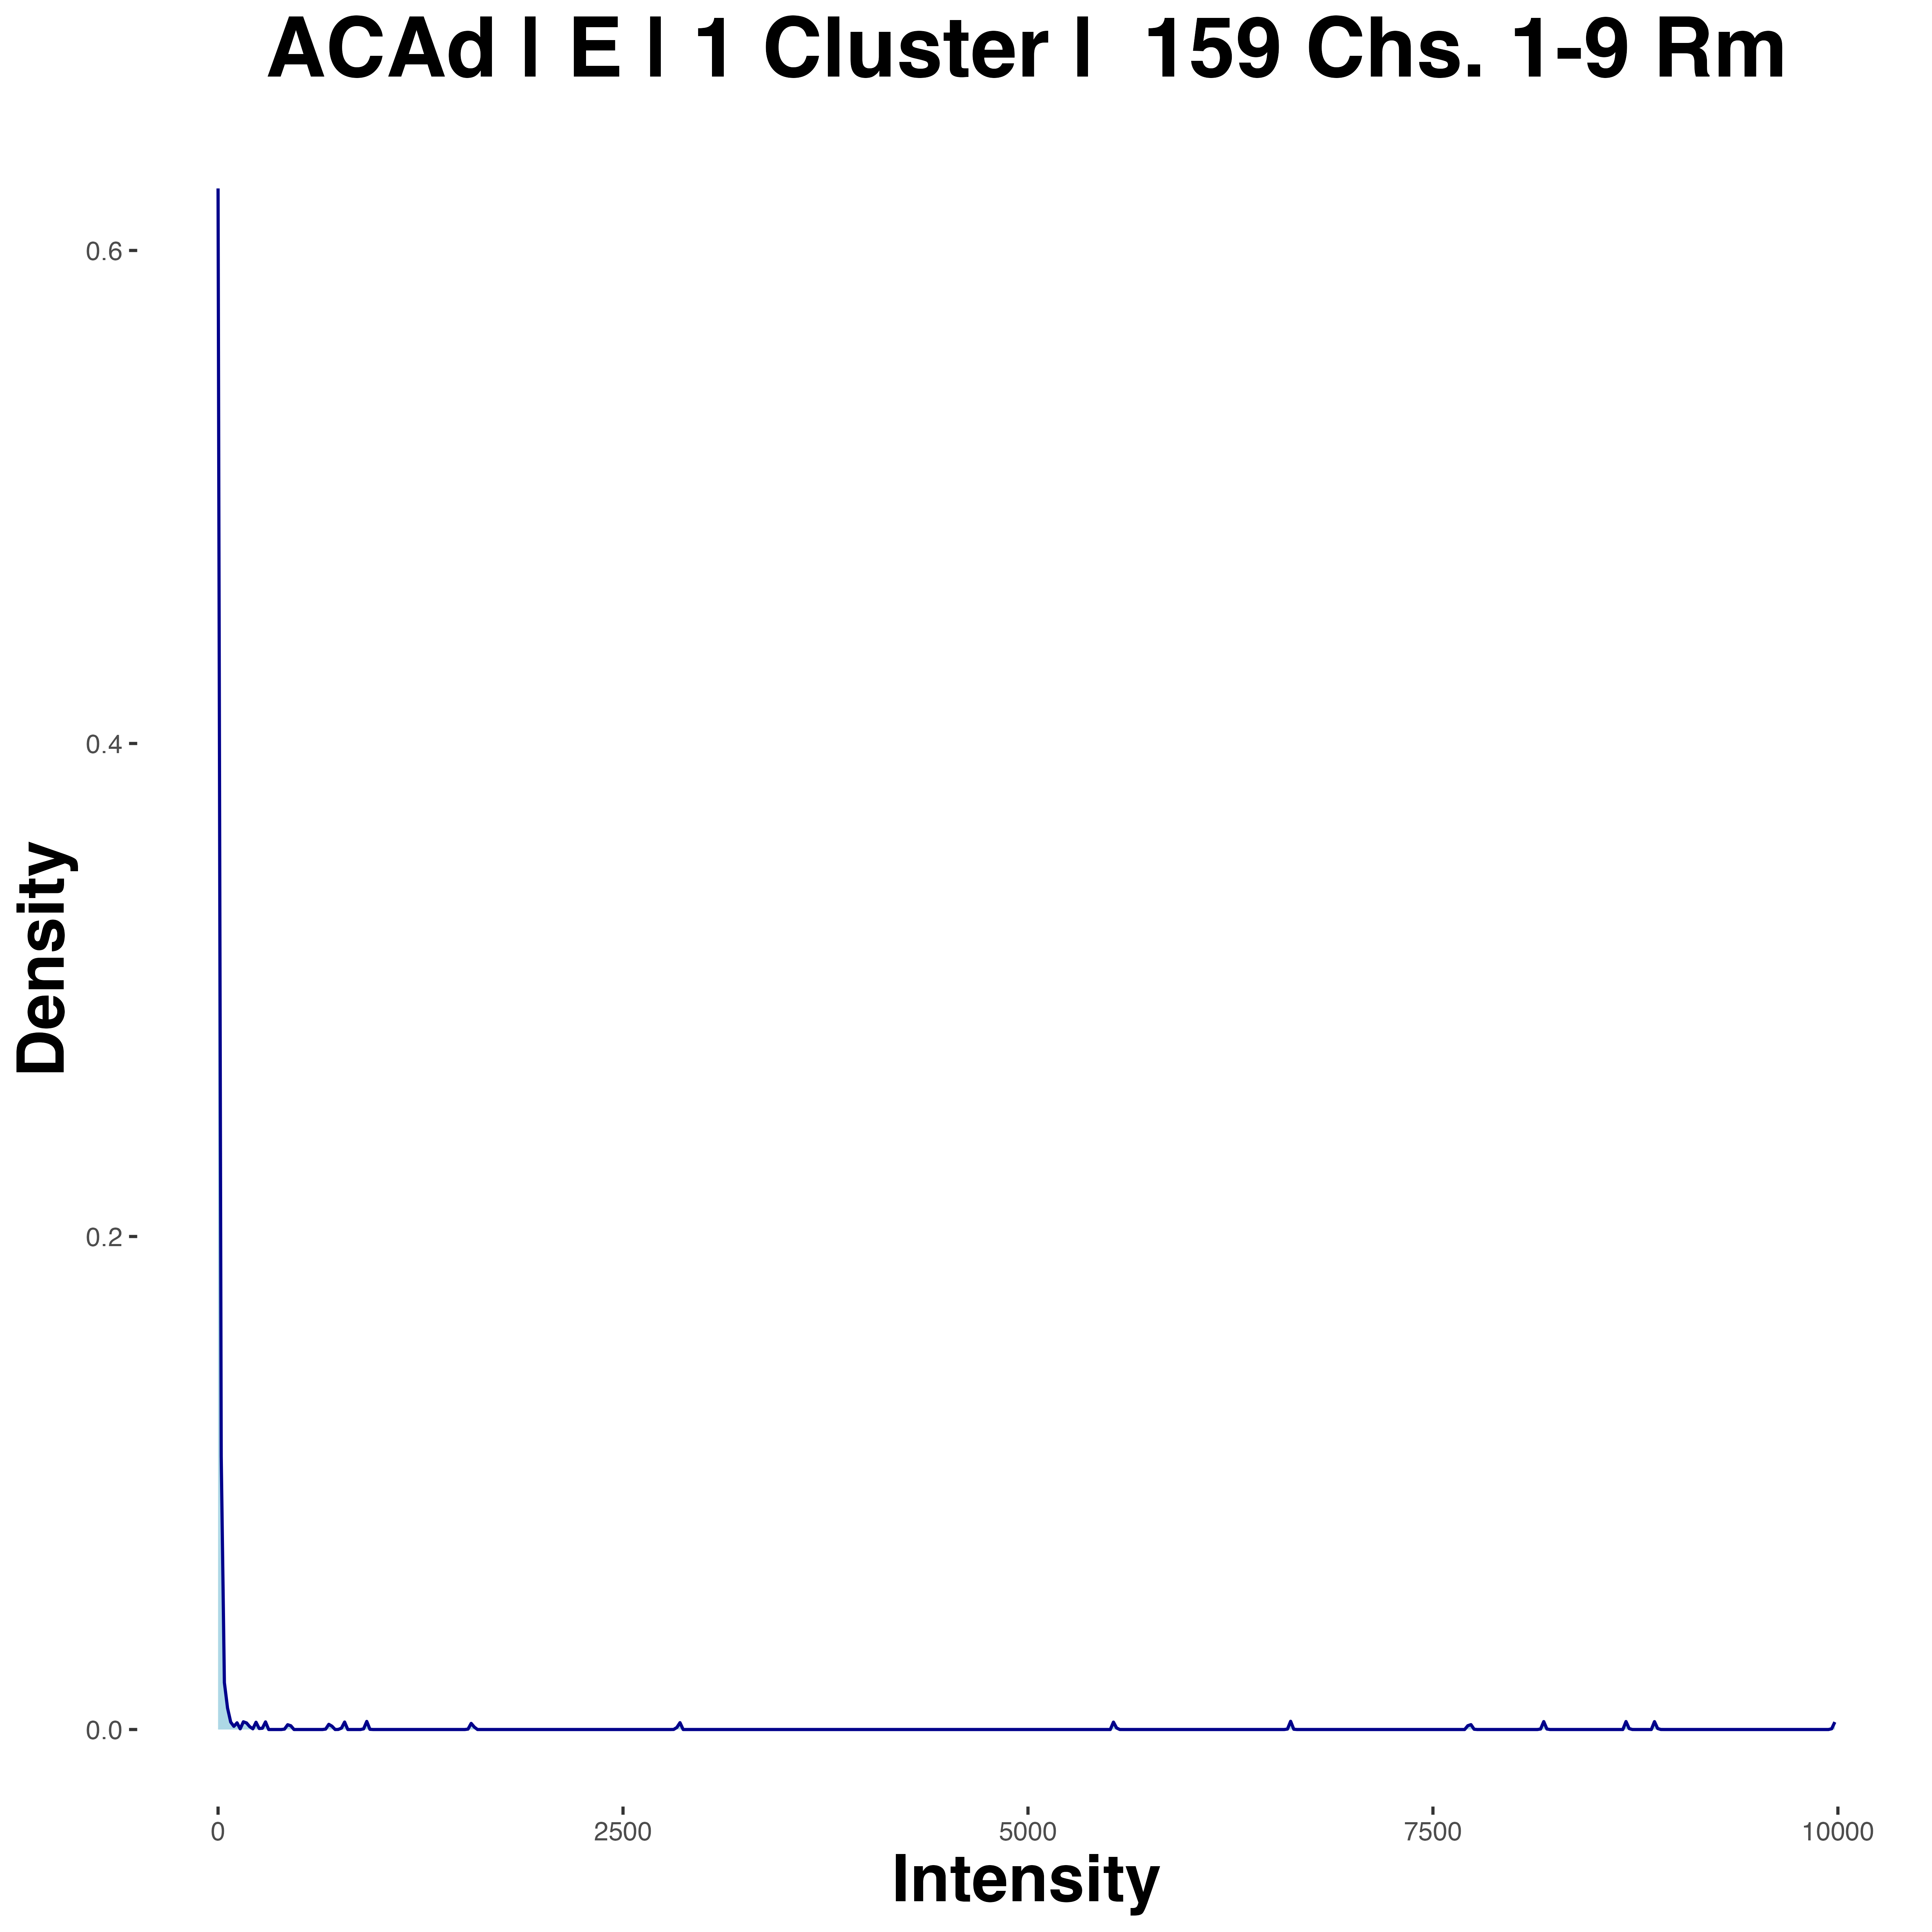 ACAd | E | 1 Cluster |  159 Chs. 1-9 Rm
0.6
0.4
0.2
0.0
Density
0 2500 5000 7500 10000
Intensity